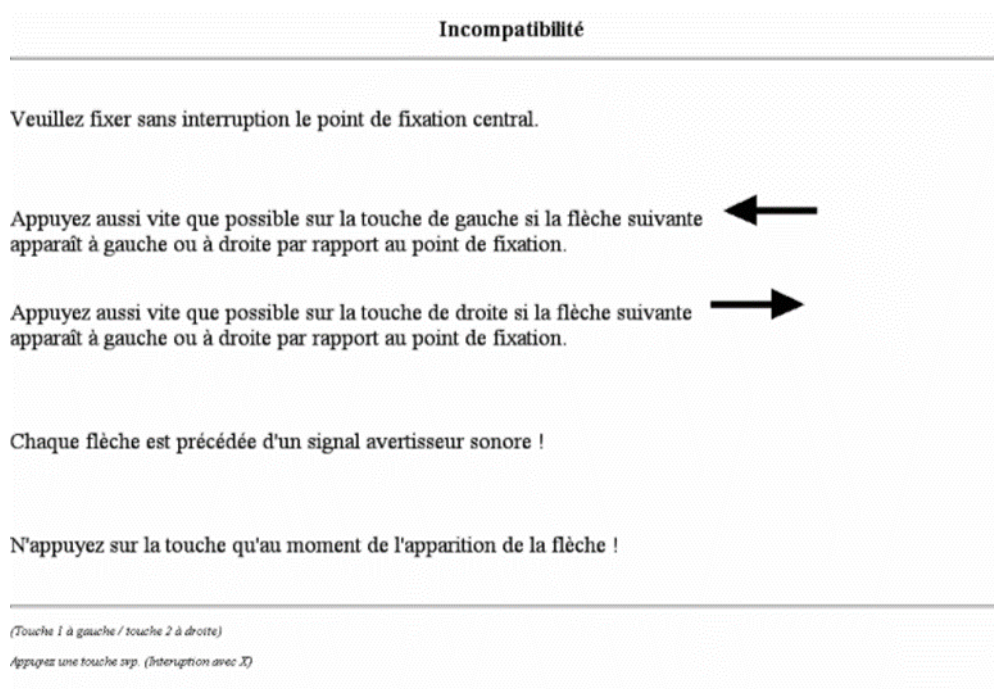 Incompatibilité
Veuillez fixer sans interruption le point de fixation central.
Appuyez aussi vite que possible sur la touche de gauche si la flèche suivante
apparaît à gauche ou à droite par rapport au point de fixation.
Appuyez aussi vite que possible sur la touche de droite si la flèche suivante
apparaît à gauche ou à droite par rapport au point de fixation.
Chaque flèche est précédée d'un signal avertisseur sonore !
N'appuyez sur la touche qu'au moment de l'apparition de la flèche !
(Touche 1 à gauche / touche 2 à droite)
Appuyez une touche svp. (Interuption avec X)